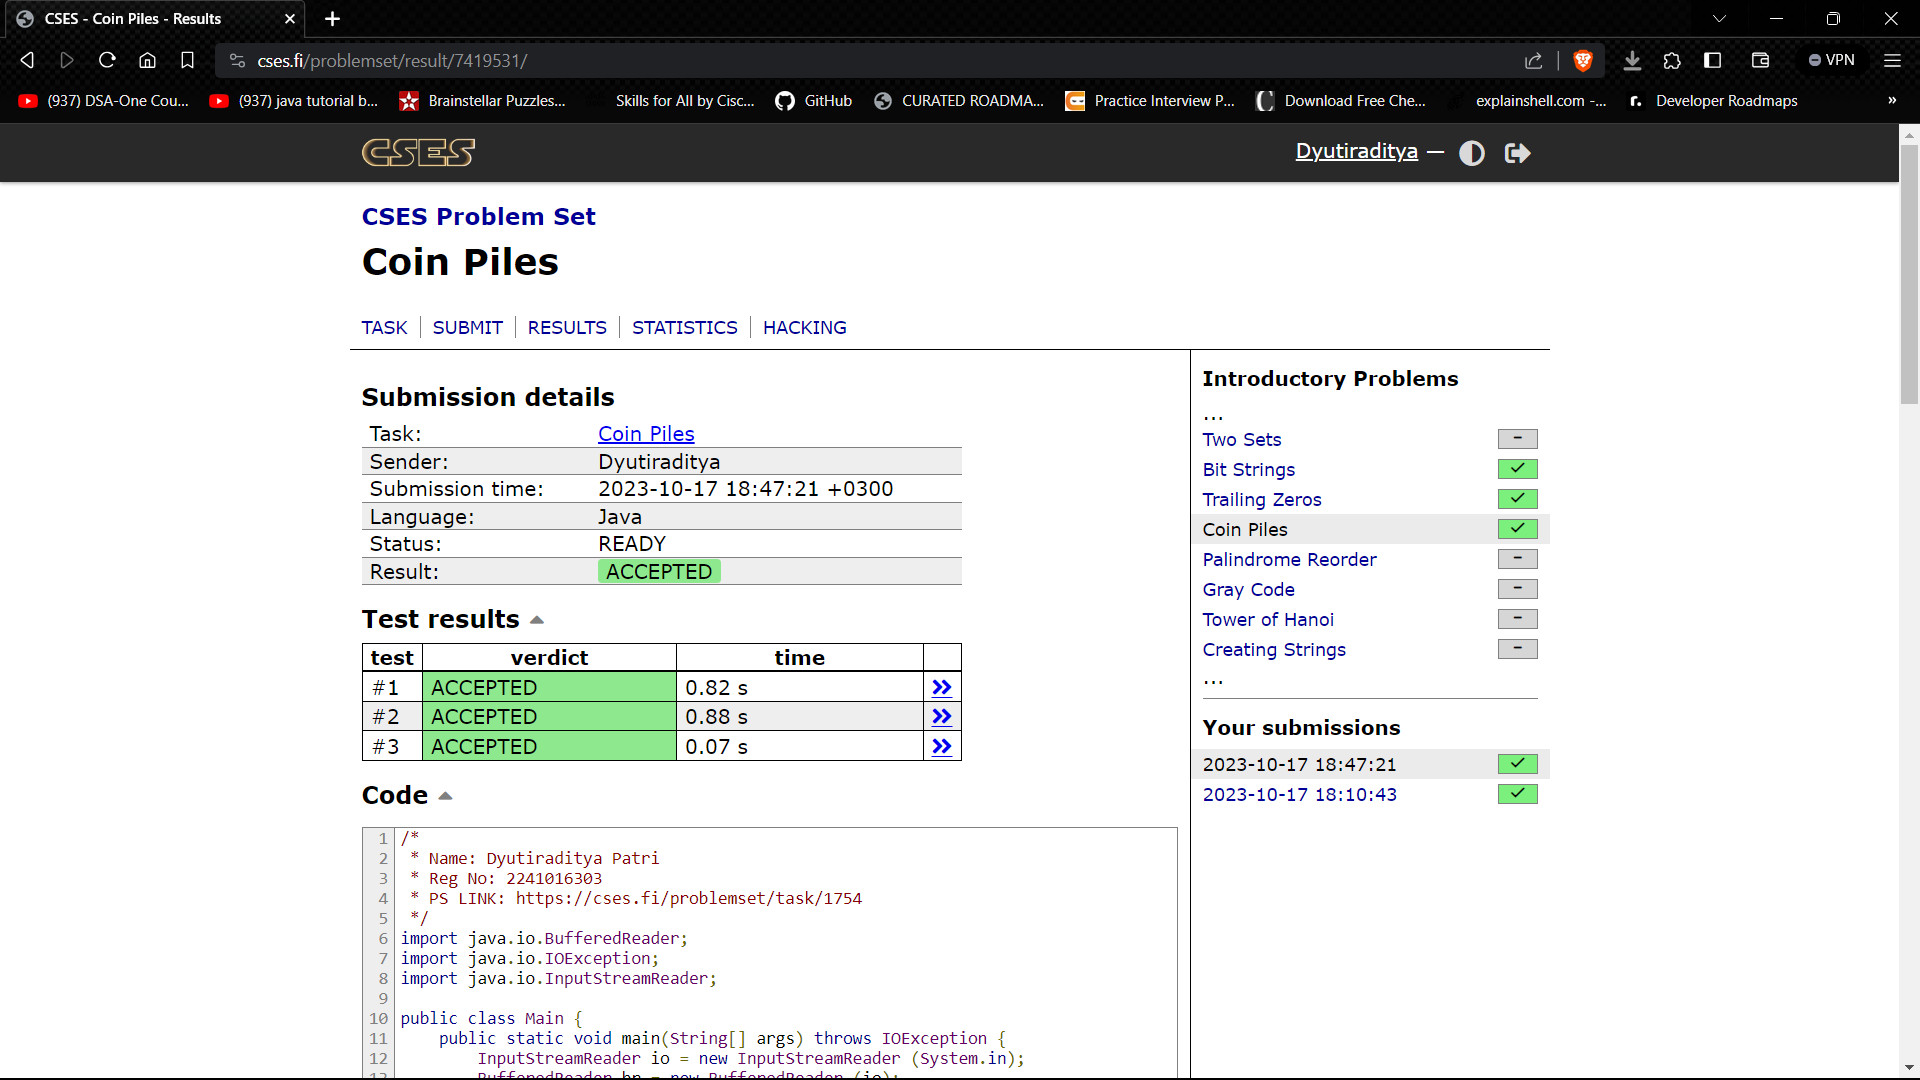 CSES - Coin Piles - Results
cses.fi/problemset/result/7419531/
VPN
(937) DSA-One Cou...
(937) java tutorial b...
Brainstellar Puzzles...
Skills for All by Cisc...
GitHub
CURATED ROADMA...
Practice Interview P...
Download Free Che...
explainshell.com -...
Developer Roadmaps
»
CSES
Dyutiraditya —
CSES Problem Set
Coin Piles
TASK
SUBMIT
RESULTS
STATISTICS
HACKING
Submission details
Task: Coin Piles
Sender: Dyutiraditya
Submission time: 2023-10-17 18:47:21 +0300
Language: Java
Status: READY
Result: ACCEPTED
Test results
test verdict time
#1 ACCEPTED 0.82 s »
#2 ACCEPTED 0.88 s »
#3 ACCEPTED 0.07 s »
Code
1 /*
2 * Name: Dyutiraditya Patri
3 * Reg No: 2241016303
4 * PS LINK: https://cses.fi/problemset/task/1754
5 */
6 import java.io.BufferedReader;
7 import java.io.IOException;
8 import java.io.InputStreamReader;
9
10 public class Main {
11 public static void main(String[] args) throws IOException {
12 InputStreamReader io = new InputStreamReader (System.in);
13 BufferedReader br = new BufferedReader (io);
Introductory Problems
...
Two Sets –
Bit Strings
Trailing Zeros
Coin Piles
Palindrome Reorder –
Gray Code –
Tower of Hanoi –
Creating Strings –
...
Your submissions
2023-10-17 18:47:21
2023-10-17 18:10:43